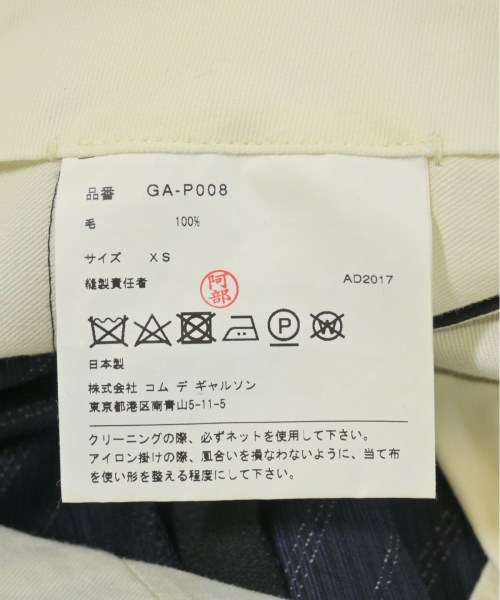 品番 GA-P008
毛 100%
サイズ XS
縫製責任者 阿部 AD2017
P W
日本製
株式会社 コム デ ギャルソン
東京都港区南青山5-11-5
クリーニングの際、必ずネットを使用して下さい。
アイロン掛けの際、風合いを損なわないように、当て布
を使い形を整える程度にして下さい。